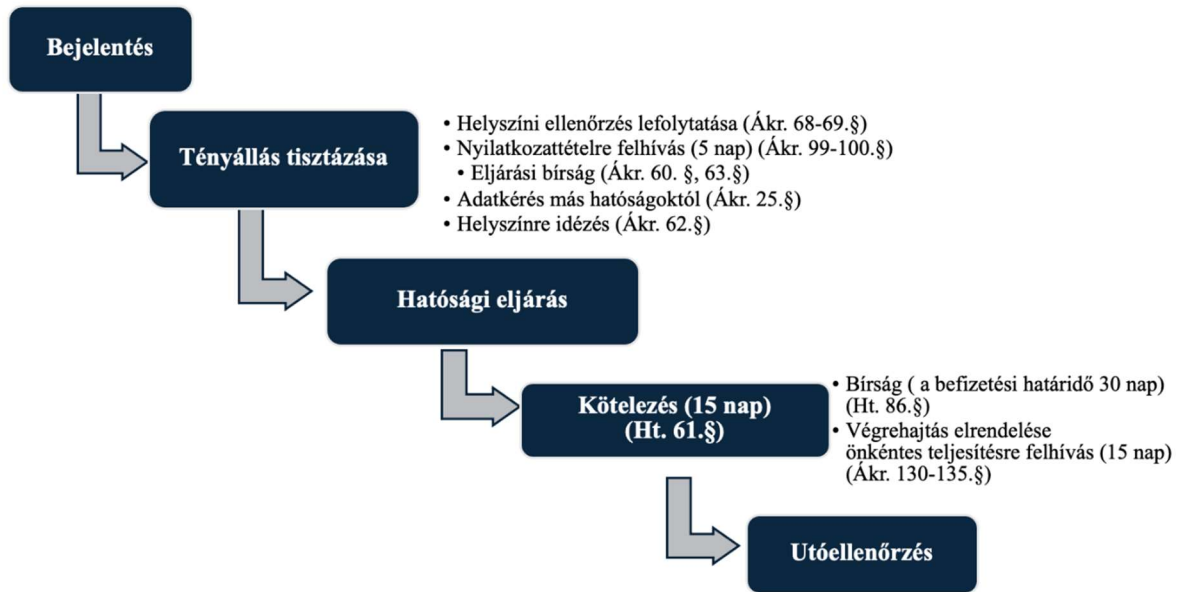 Bejelentés
Tényállás tisztázása
• Helyszíni ellenőrzés lefolytatása (Ákr. 68-69.§)
• Nyilatkozattételre felhívás (5 nap) (Ákr. 99-100.§)
• Eljárási bírság (Ákr. 60. §, 63.§)
• Adatkérés más hatóságoktól (Ákr. 25.§)
• Helyszínre idézés (Ákr. 62.§)
Hatósági eljárás
Kötelezés (15 nap)
(Ht. 61.§)
• Bírság ( a befizetési határidő 30 nap)
(Ht. 86.§)
• Végrehajtás elrendelése
önkéntes teljesítésre felhívás (15 nap)
(Ákr. 130-135.§)
Utóellenőrzés